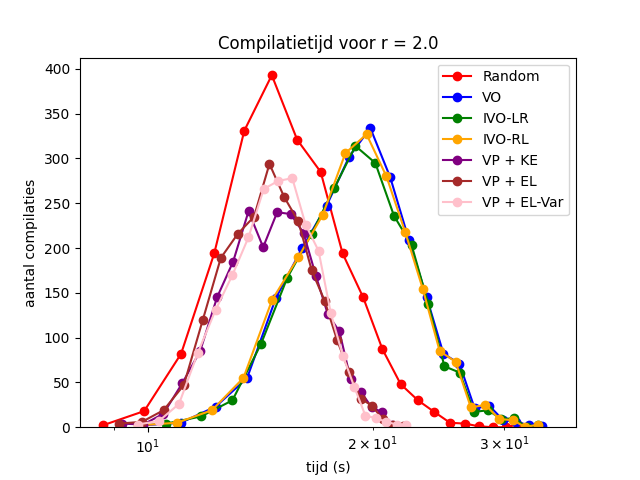 Compilatietijd voor r = 2.0
aantal compilaties
400
350
300
250
200
150
100
50
0
Random
VO
IVO-LR
IVO-RL
VP + KE
VP + EL
VP + EL-Var
10¹ 2 × 10¹ 3 × 10¹
tijd (s)